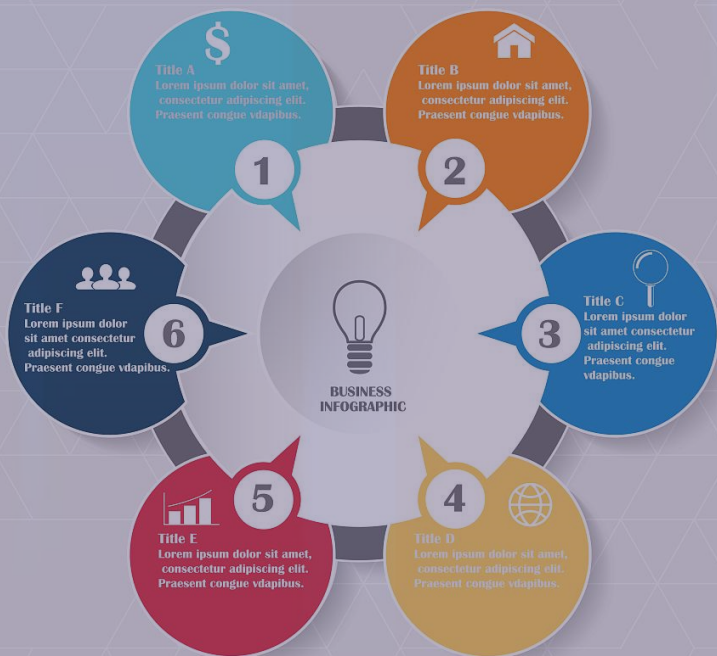 $
Title A
Lorem ipsum dolor sit amet,
consectetur adipiscing elit.
Praesent congue vdapibus.
1
Title B
Lorem ipsum dolor sit amet,
consectetur adipiscing elit.
Praesent congue vdapibus.
2
Title C
Lorem ipsum dolor
sit amet consectetur
adipiscing elit.
Praesent congue
vdapibus.
3
Title D
Lorem ipsum dolor sit amet,
consectetur adipiscing elit.
Praesent congue vdapibus.
4
Title E
Lorem ipsum dolor sit amet,
consectetur adipiscing elit.
Praesent congue vdapibus.
5
Title F
Lorem ipsum dolor
sit amet consectetur
adipiscing elit.
Praesent congue vdapibus.
6
BUSINESS
INFOGRAPHIC